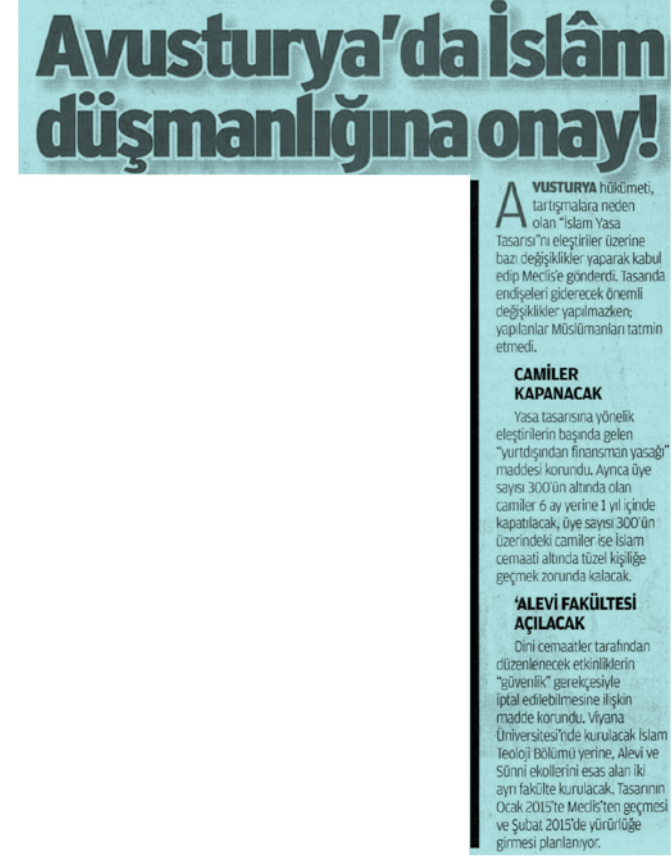 Avusturya'da İslâm
düşmanlığına onay!
AVUSTURYA hükümeti,
tartışmalara neden
olan "İslam Yasa
Tasarısı"nı eleştiriler üzerine
bazı değişiklikler yaparak kabul
edip Meclis'e gönderdi. Tasarıda
endişeleri giderecek önemli
değişiklikler yapılmazken;
yapılanlar Müslümanları tatmin
etmedi.
CAMİLER
KAPANACAK
Yasa tasarısına yönelik
eleştirilerin başında gelen
"yurtdışından finansman yasağı"
maddesi korundu. Ayrıca üye
sayısı 300'ün altında olan
camiler 6 ay yerine 1 yıl içinde
kapatılacak, üye sayısı 300'ün
üzerindeki camiler ise İslam
cemaati altında tüzel kişiliğe
geçmek zorunda kalacak.
'ALEVİ FAKÜLTESİ
AÇILACAK
Dini cemaatler tarafından
düzenlenecek etkinliklerin
"güvenlik" gerekçesiyle
iptal edilebilmesine ilişkin
madde korundu. Viyana
Üniversitesi'nde kurulacak İslam
Teoloji Bölümü yerine, Alevi ve
Sünni ekollerini esas alan iki
ayrı fakülte kurulacak. Tasarının
Ocak 2015'te Meclis'ten geçmesi
ve Şubat 2015'de yürürlüğe
girmesi planlanıyor.